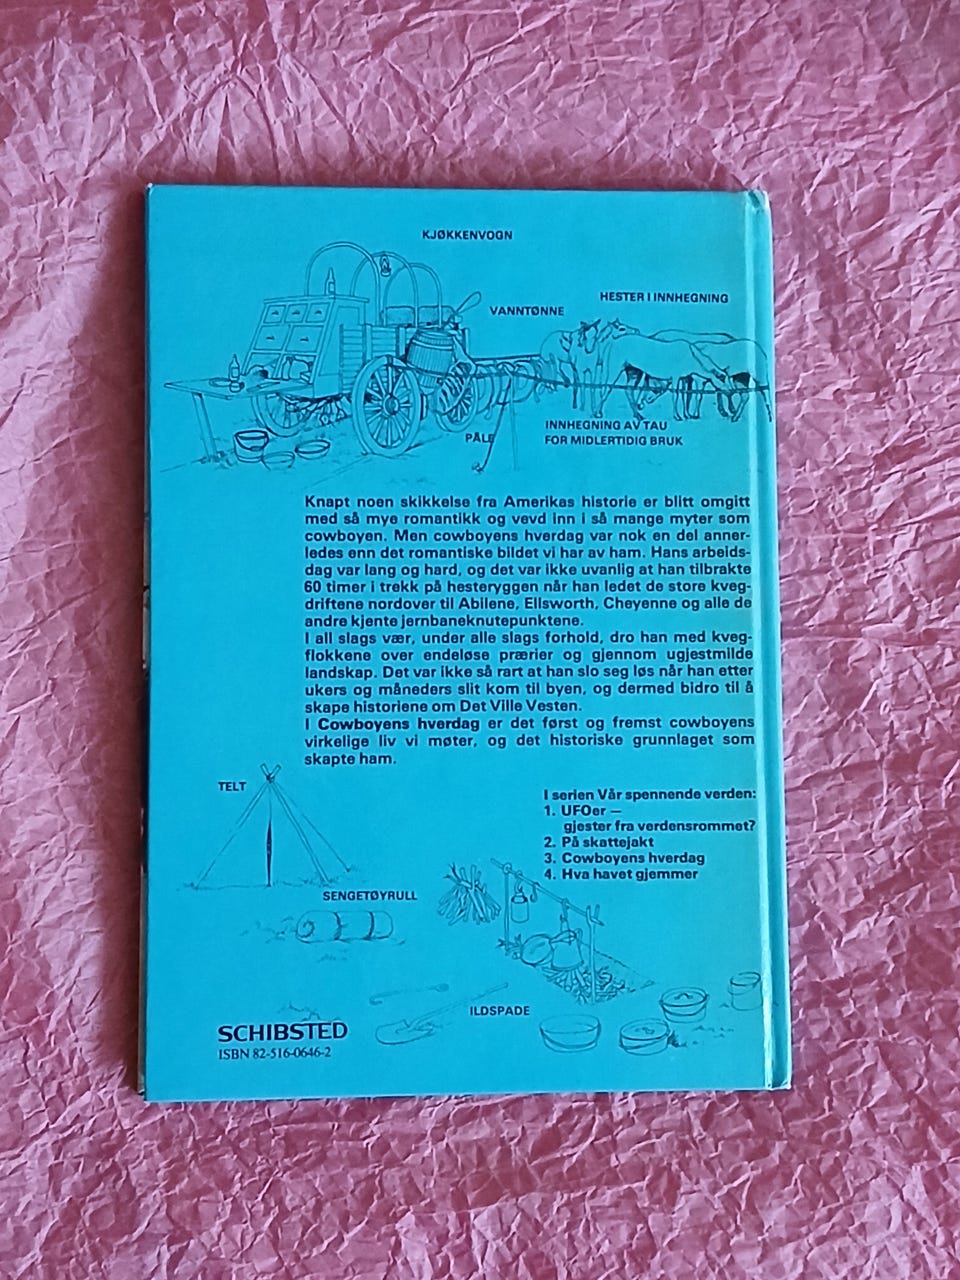 KJØKKENVOGN
HESTER I INNHEGNING
VANNTØNNE
INNHEGNING AV TAU
FOR MIDLERTIDIG BRUK
PÅLE
Knapt noen skikkelse fra Amerikas historie er blitt omgitt
med så mye romantikk og vevd inn i så mange myter som
cowboyen. Men cowboyens hverdag var nok en del anner-
ledes enn det romantiske bildet vi har av ham. Hans arbeids-
dag var lang og hard, og det var ikke uvanlig at han tilbrakte
60 timer i trekk på hesteryggen når han ledet de store kveg-
driftene nordover til Abilene, Ellsworth, Cheyenne og alle de
andre kjente jernbaneknutepunktene.
I all slags vær, under alle slags forhold, dro han med kveg-
flokkene over endeløse prærier og gjennom ugjestmilde
landskap. Det var ikke så rart at han slo seg løs når han etter
ukers og måneders slit kom til byen, og dermed bidro til å
skape historiene om Det Ville Vesten.
I Cowboyens hverdag er det først og fremst cowboyens
virkelige liv vi møter, og det historiske grunnlaget som
skapte ham.
TELT
I serien Vår spennende verden:
1. UFOer —
gjester fra verdensrommet?
2. På skattejakt
3. Cowboyens hverdag
4. Hva havet gjemmer
SENGETØYRULL
ILDSPADE
SCHIBSTED
ISBN 82-516-0646-2